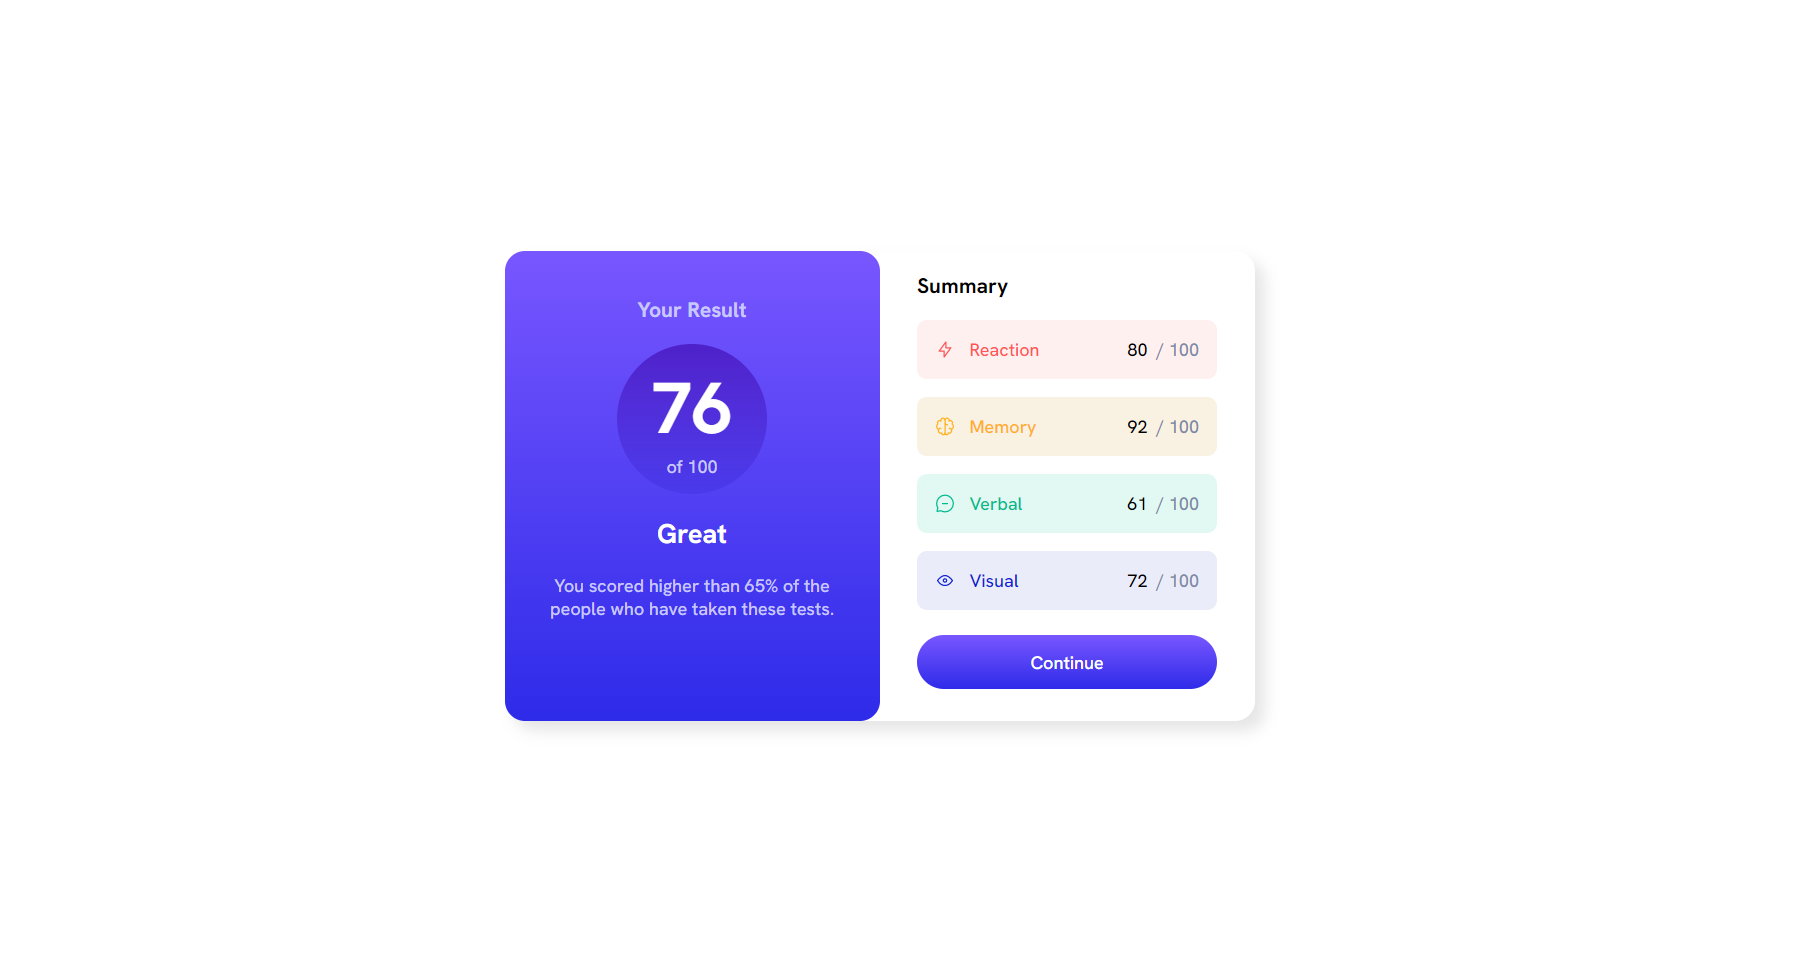 Your Result
76
of 100
Great
You scored higher than 65% of the
people who have taken these tests.
Summary
Reaction 80 / 100
Memory 92 / 100
Verbal 61 / 100
Visual 72 / 100
Continue